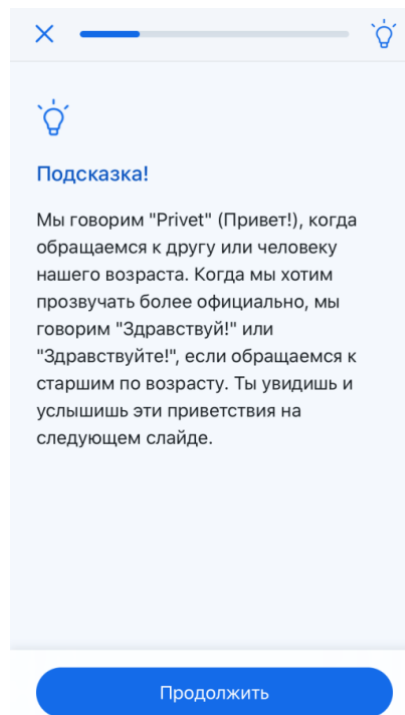 Подсказка!
Мы говорим "Privet" (Привет!), когда
обращаемся к другу или человеку
нашего возраста. Когда мы хотим
прозвучать более официально, мы
говорим "Здравствуй!" или
"Здравствуйте!", если обращаемся к
старшим по возрасту. Ты увидишь и
услышишь эти приветствия на
следующем слайде.
Продолжить